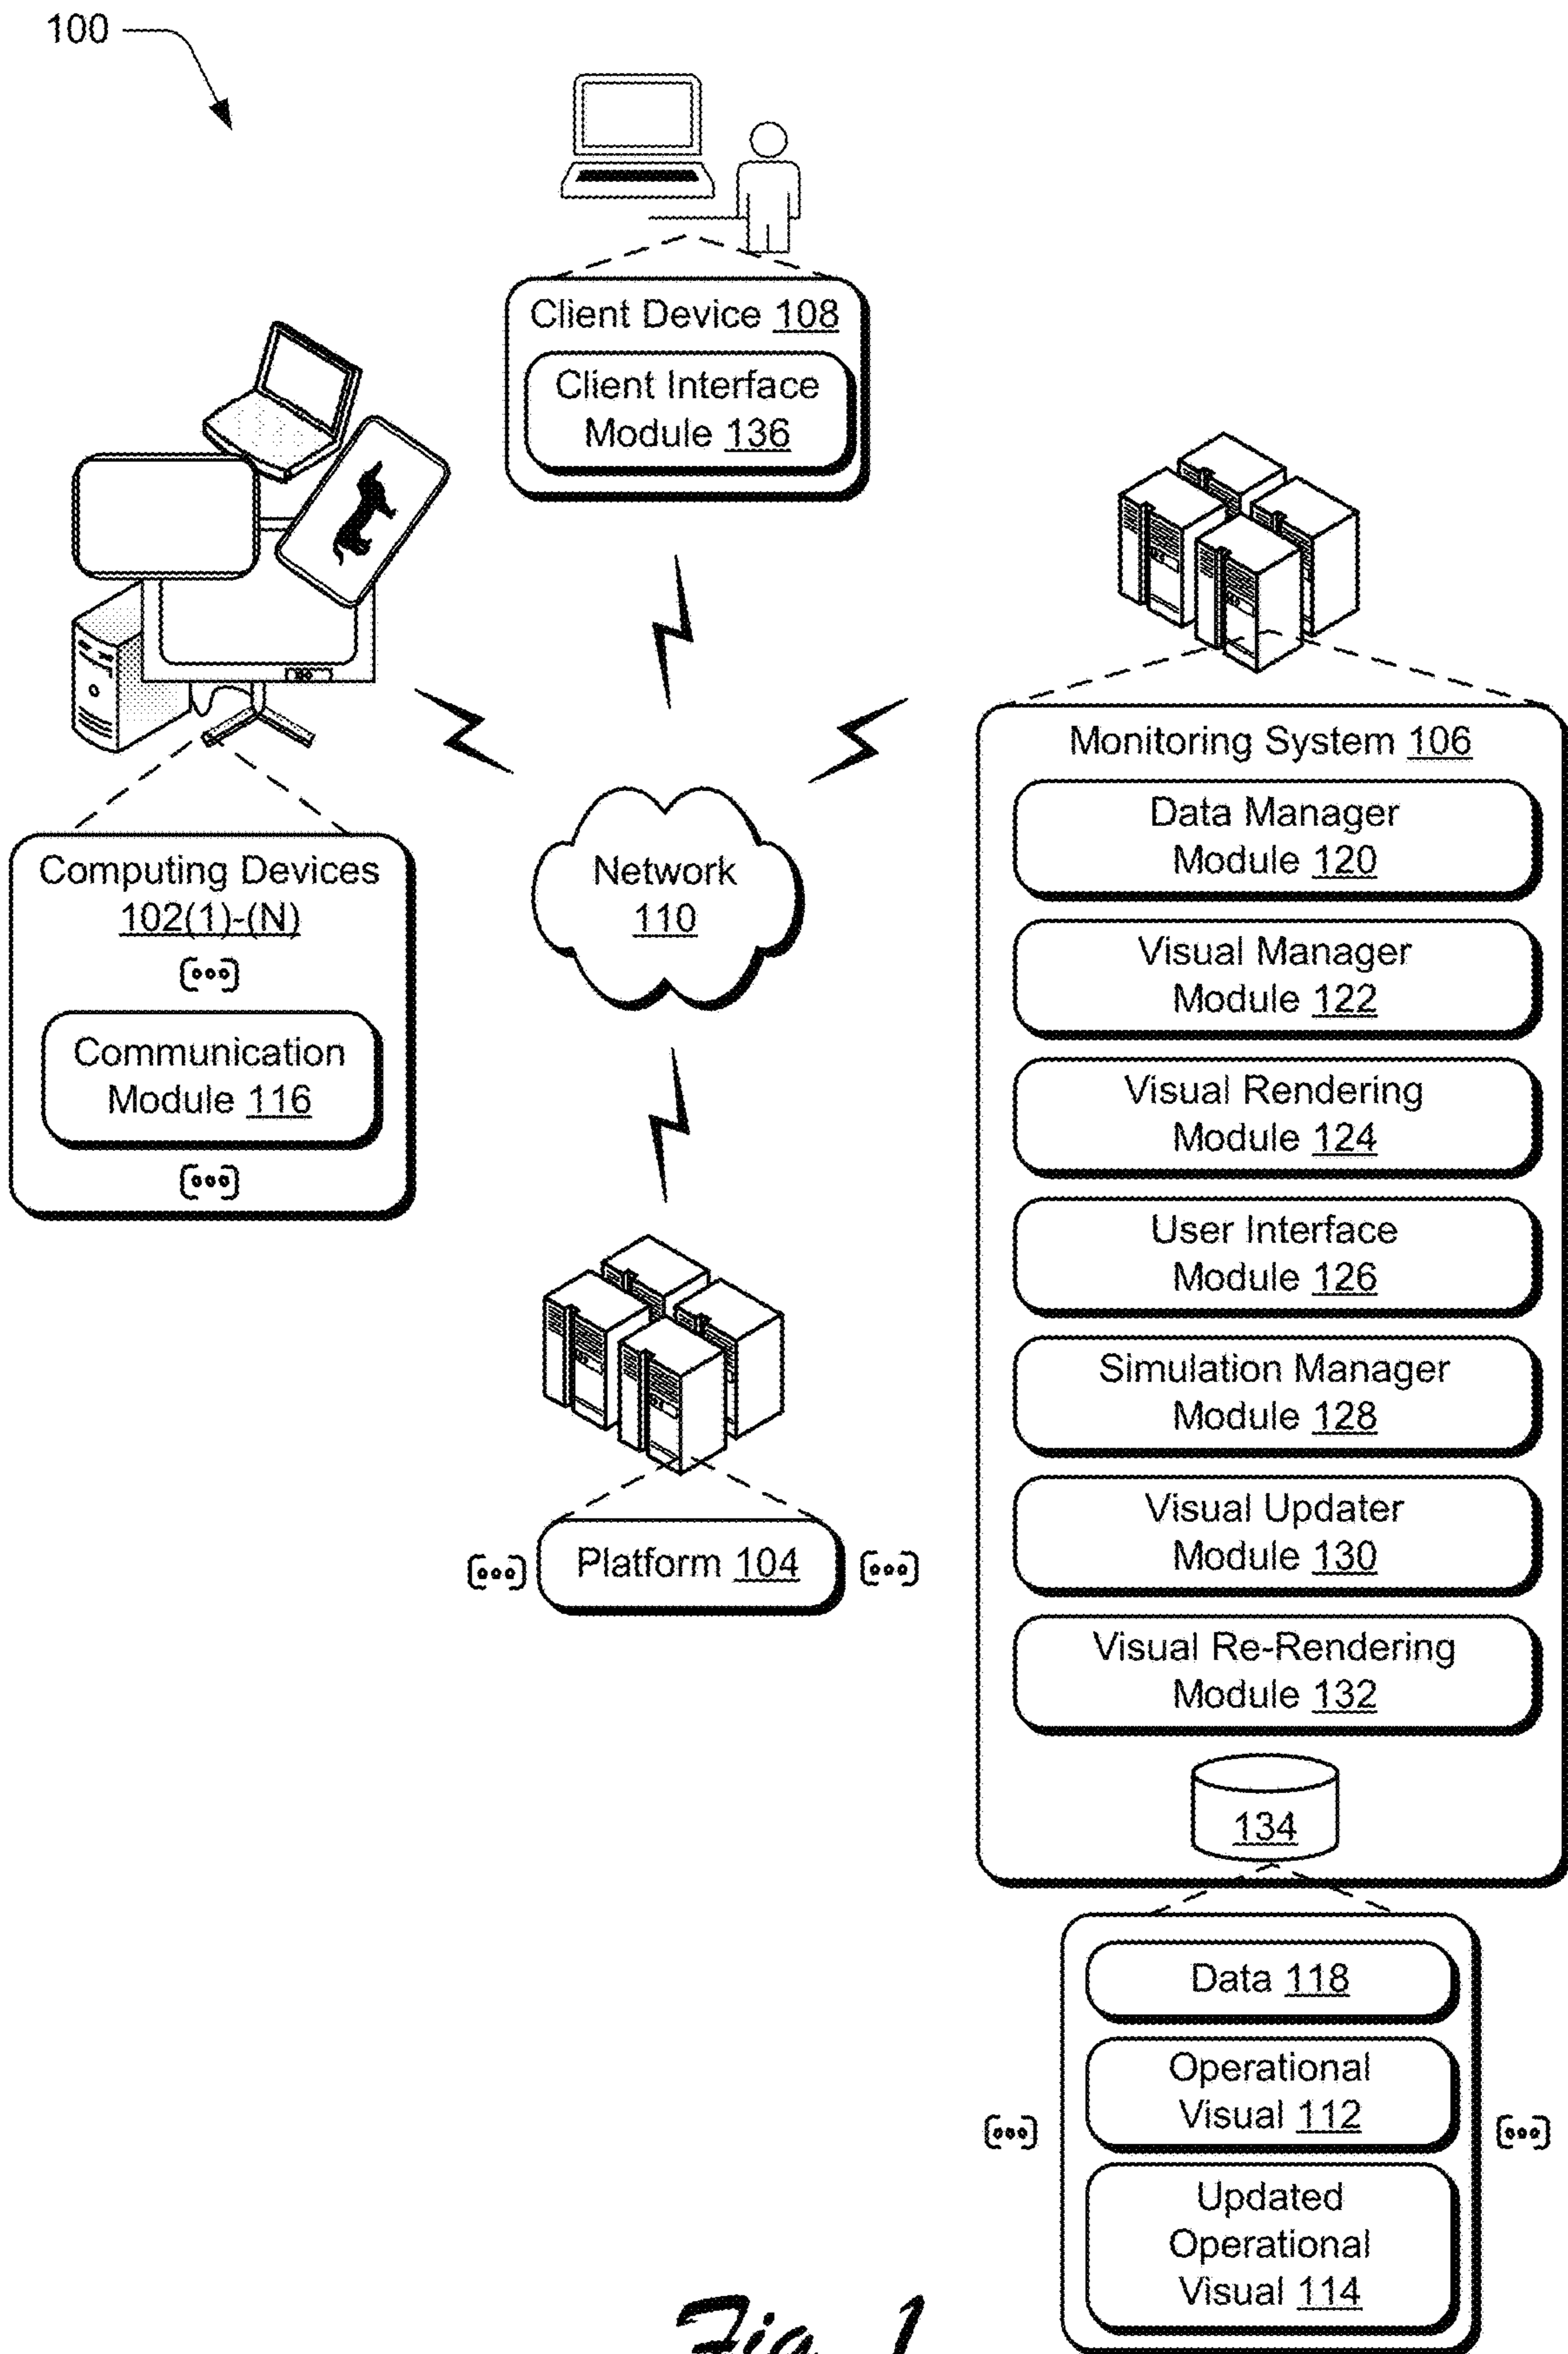 100
Client Device 108
Client Interface
Module 136
Computing Devices
102(1)-(N)
Communication
Module 116
Network
110
Platform 104
Monitoring System 106
Data Manager
Module 120
Visual Manager
Module 122
Visual Rendering
Module 124
User Interface
Module 126
Simulation Manager
Module 128
Visual Updater
Module 130
Visual Re-Rendering
Module 132
134
Data 118
Operational
Visual 112
Updated
Operational
Visual 114
Fig. 1